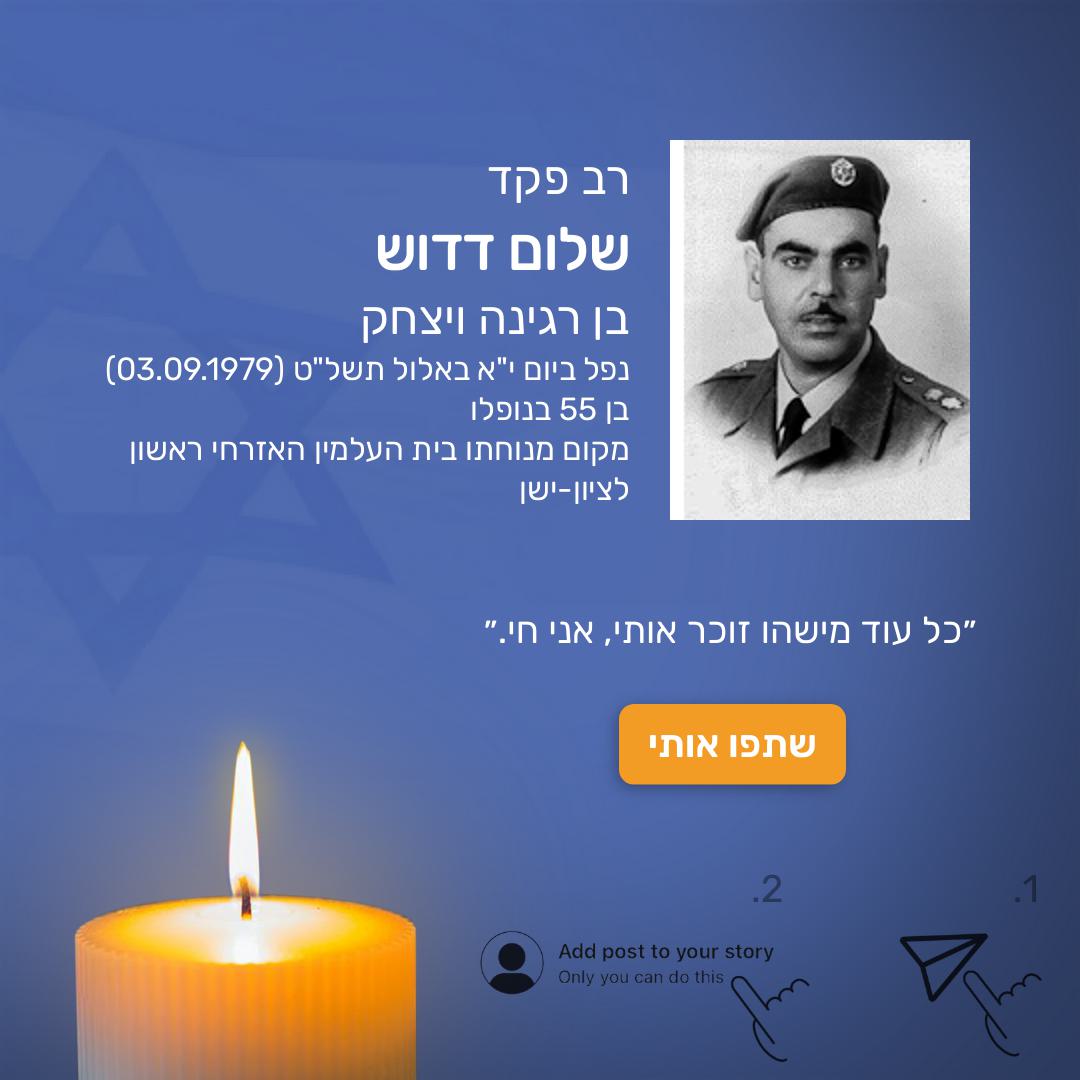 רב פקד
שלום דדוש
בן רגינה ויצחק
נפל ביום י"א באלול תשל"ט (03.09.1979)
בן 55 בנופלו
מקום מנוחתו בית העלמין האזרחי ראשון
לציון-ישן
״כל עוד מישהו זוכר אותי, אני חי.״
שתפו אותי
1.
2.
Add post to your story
Only you can do this